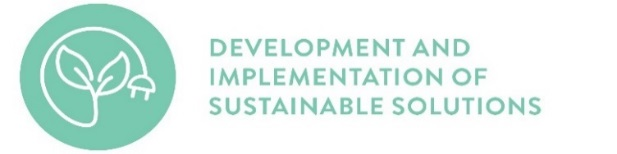 DEVELOPMENT AND
IMPLEMENTATION OF
SUSTAINABLE SOLUTIONS